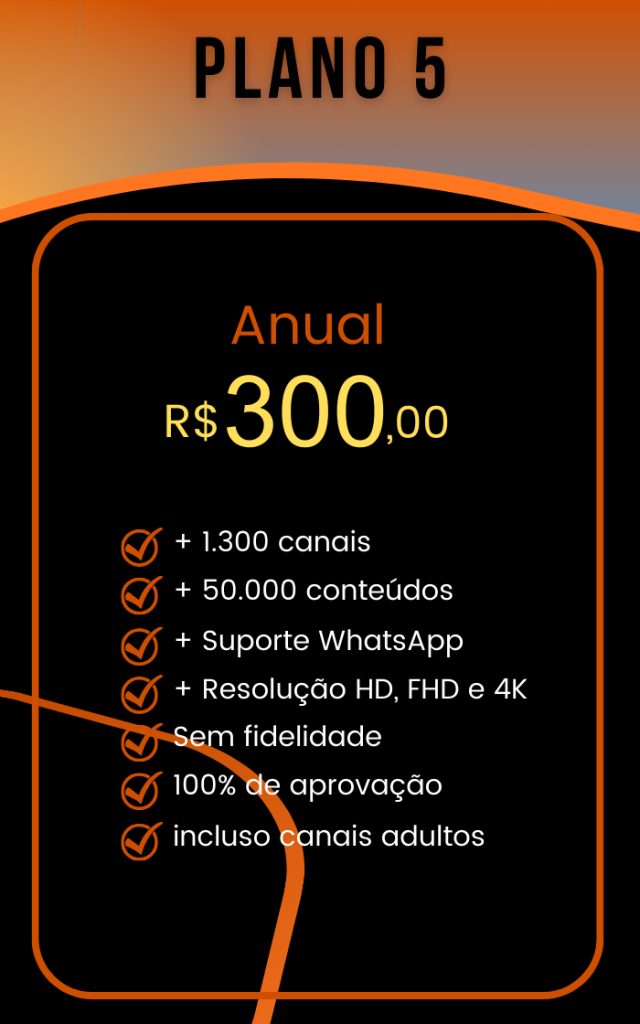 PLANO 5
Anual
R$300,00
+ 1.300 canais
+ 50.000 conteúdos
+ Suporte WhatsApp
+ Resolução HD, FHD e 4K
Sem fidelidade
100% de aprovação
incluso canais adultos